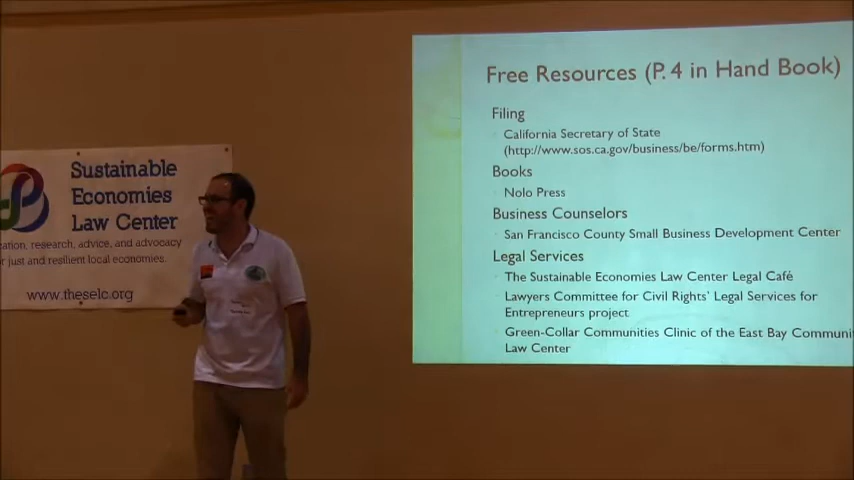 Sustainable
Economies
Law Center
cation, research, advice, and advocacy
or just and resilient local economies.
www.theselc.org
Free Resources (P. 4 in Hand Book)
Filing
California Secretary of State
(http://www.sos.ca.gov/business/be/forms.htm)
Books
Nolo Press
Business Counselors
San Francisco County Small Business Development Center
Legal Services
The Sustainable Economies Law Center Legal Café
Lawyers Committee for Civil Rights' Legal Services for
Entrepreneurs project
Green-Collar Communities Clinic of the East Bay Communi
Law Center